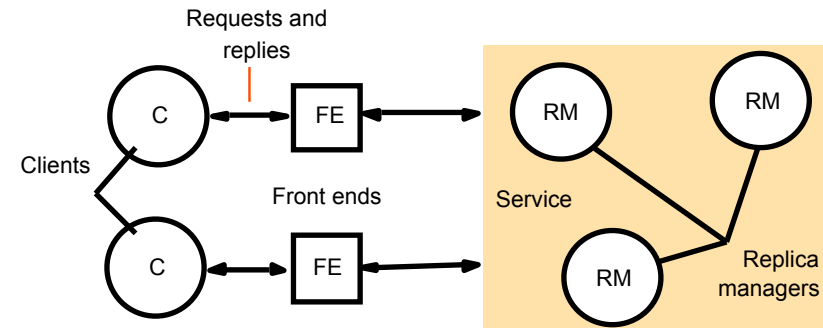 Requests and
replies
C
FE
RM
RM
Clients
Front ends
Service
C
FE
RM
Replica
managers